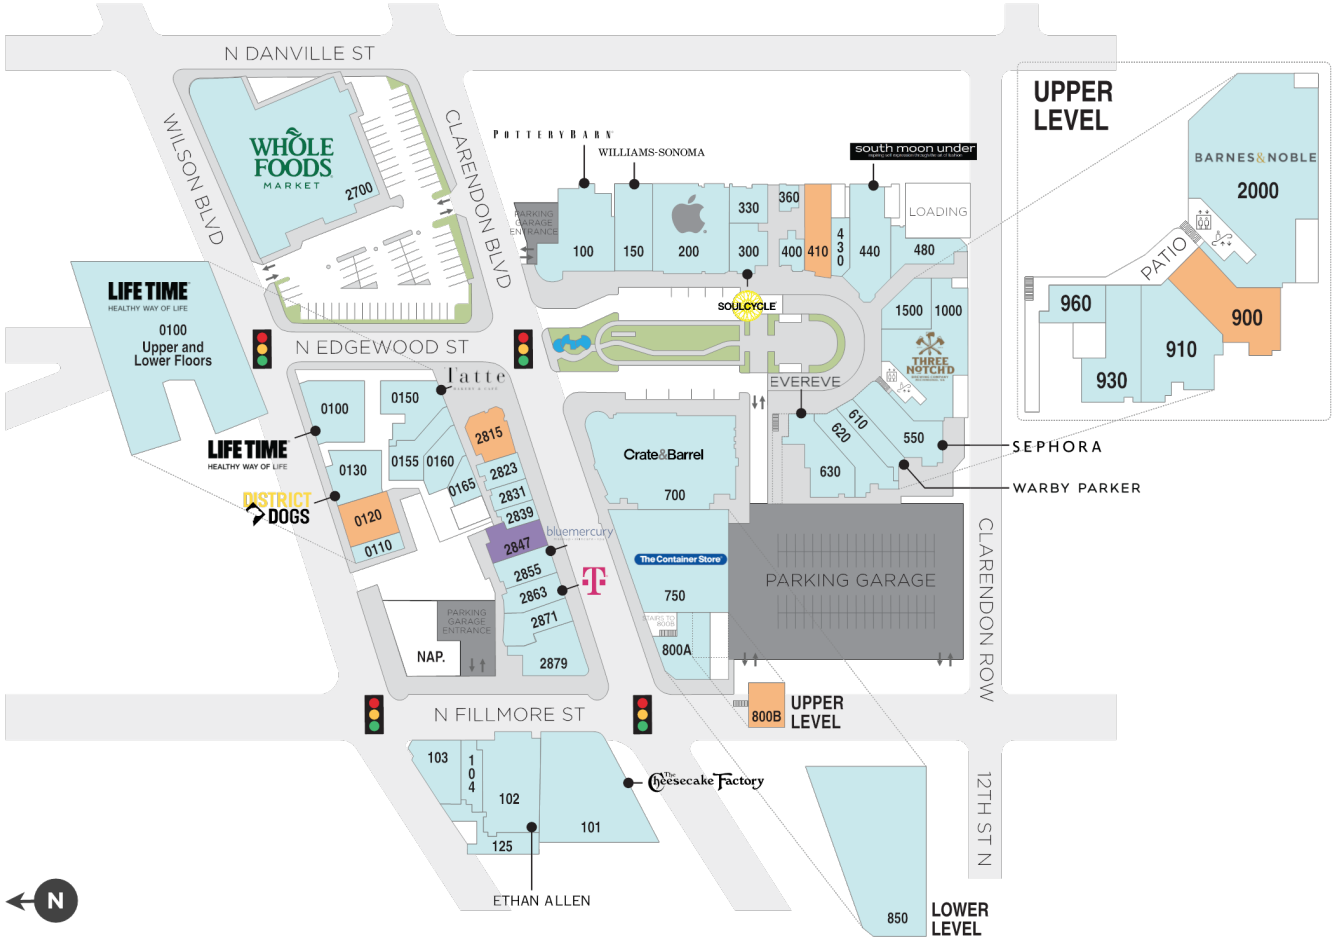 N DANVILLE ST
UPPER
LEVEL
WILSON BLVD
CLARENDON BLVD
WHOLE
FOODS
MARKET
2700
POTTERY BARN
WILLIAMS-SONOMA
south moon under
BARNES&NOBLE
2000
PARKING
GARAGE
ENTRANCE
100
150
200
330
300
360
400
410
430
440
LOADING
480
PATIO
960
900
910
930
LIFE TIME
HEALTHY WAY OF LIFE
0100
Upper and
Lower Floors
SOULCYCLE
1500
1000
THREE
NOTCH'D
N EDGEWOOD ST
Tatte
EVEREVE
0100
0150
LIFE TIME
HEALTHY WAY OF LIFE
0130
0155
0160
0165
2815
2823
2831
2839
Crate&Barrel
700
630
620
610
550
SEPHORA
WARBY PARKER
DISTRICT
DOGS
0120
0110
2847
bluemercury
2855
2863
T
2871
2879
The Container Store
750
PARKING GARAGE
CLARENDON ROW
PARKING
GARAGE
ENTRANCE
NAP.
STAIRS TO
800B
800A
800B
UPPER
LEVEL
N FILLMORE ST
103
104
102
101
125
The
Cheesecake Factory
12TH ST N
ETHAN ALLEN
N
850
LOWER
LEVEL